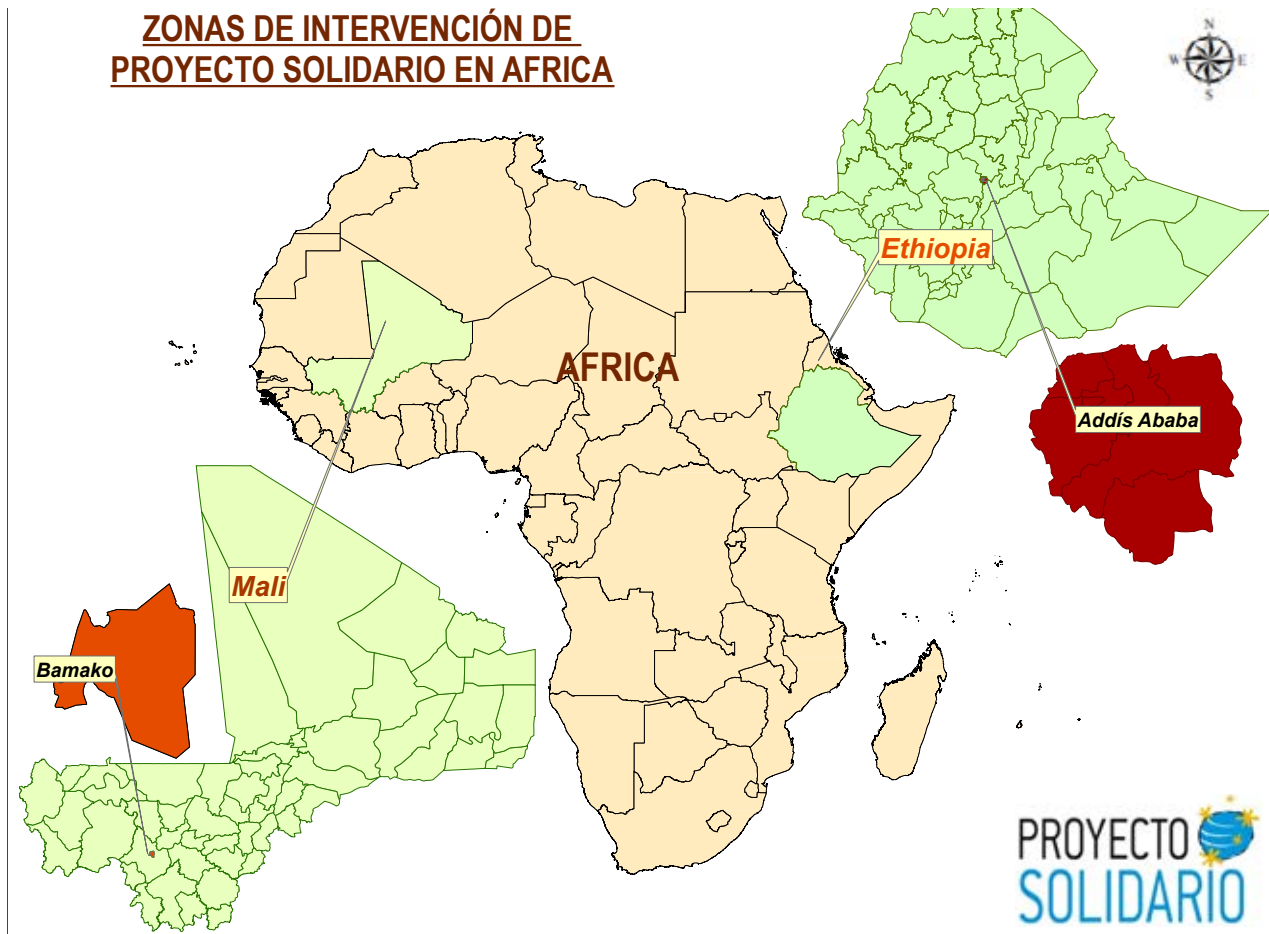 ZONAS DE INTERVENCIÓN DE
PROYECTO SOLIDARIO EN AFRICA
N
W
E
S
Ethiopia
AFRICA
Addís Ababa
Mali
Bamako
PROYECTO
SOLIDARIO